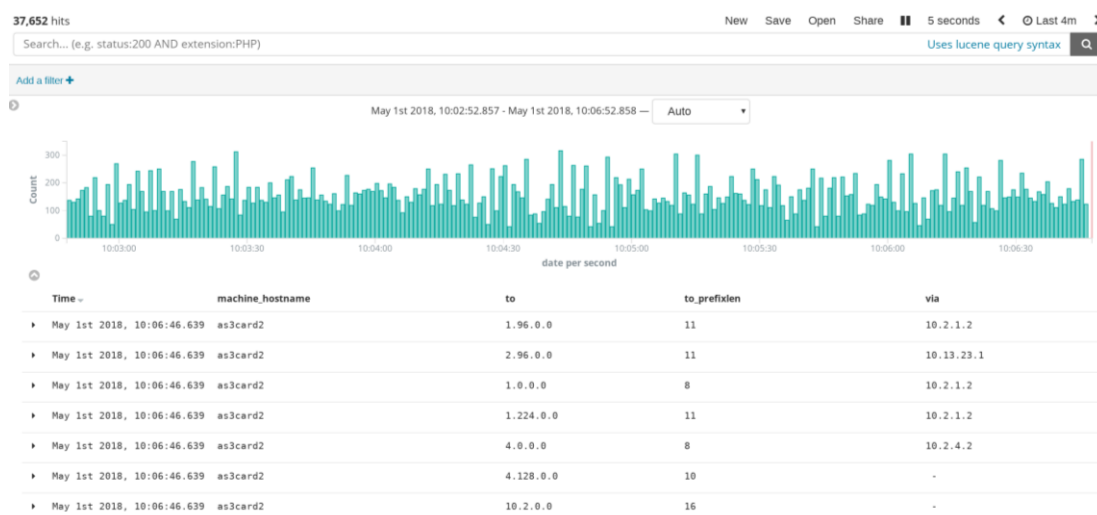 37,652 hits
New Save Open Share 5 seconds Last 4m
Search... (e.g. status:200 AND extension:PHP) Uses lucene query syntax
Add a filter +
May 1st 2018, 10:02:52.857 - May 1st 2018, 10:06:52.858 — Auto
300
200
100
0
Count
10:03:00 10:03:30 10:04:00 10:04:30 10:05:00 10:05:30 10:06:00 10:06:30
date per second
Time machine_hostname to to_prefixlen via
May 1st 2018, 10:06:46.639 as3card2 1.96.0.0 11 10.2.1.2
May 1st 2018, 10:06:46.639 as3card2 2.96.0.0 11 10.13.23.1
May 1st 2018, 10:06:46.639 as3card2 1.0.0.0 8 10.2.1.2
May 1st 2018, 10:06:46.639 as3card2 1.224.0.0 11 10.2.1.2
May 1st 2018, 10:06:46.639 as3card2 4.0.0.0 8 10.2.4.2
May 1st 2018, 10:06:46.639 as3card2 4.128.0.0 10 -
May 1st 2018, 10:06:46.639 as3card2 10.2.0.0 16 -